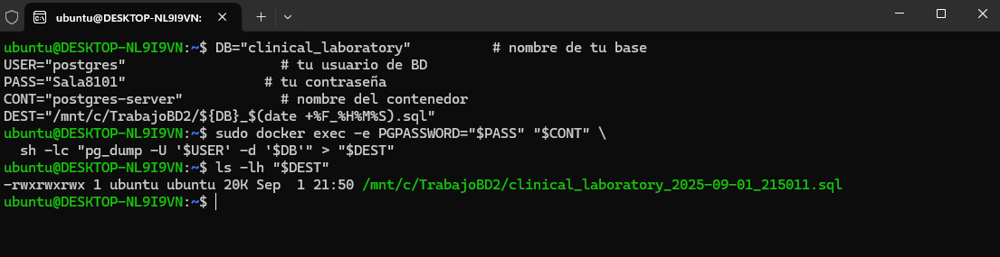 ubuntu@DESKTOP-NL9I9VN:
ubuntu@DESKTOP-NL9I9VN:~$ DB="clinical_laboratory"          # nombre de tu base
USER="postgres"                   # tu usuario de BD
PASS="Sala8101"                 # tu contraseña
CONT="postgres-server"            # nombre del contenedor
DEST="/mnt/c/TrabajoBD2/${DB}_$(date +%F_%H%M%S).sql"
ubuntu@DESKTOP-NL9I9VN:~$ sudo docker exec -e PGPASSWORD="$PASS" "$CONT" \
  sh -lc "pg_dump -U '$USER' -d '$DB'" > "$DEST"
ubuntu@DESKTOP-NL9I9VN:~$ ls -lh "$DEST"
-rwxrwxrwx 1 ubuntu ubuntu 20K Sep  1 21:50 /mnt/c/TrabajoBD2/clinical_laboratory_2025-09-01_215011.sql
ubuntu@DESKTOP-NL9I9VN:~$